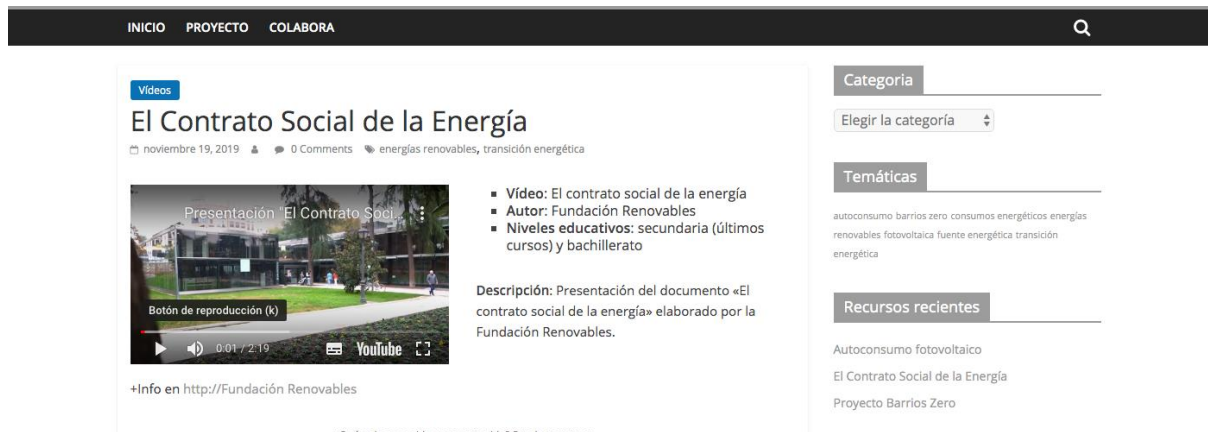 INICIO PROYECTO COLABORA
Vídeos
El Contrato Social de la Energía
noviembre 19, 2019 0 Comments energías renovables, transición energética
Presentación "El Contrato Soci...
Botón de reproducción (k)
0:01 / 2:19 YouTube
Vídeo: El contrato social de la energía
Autor: Fundación Renovables
Niveles educativos: secundaria (últimos
cursos) y bachillerato
Descripción: Presentación del documento «El
contrato social de la energía» elaborado por la
Fundación Renovables.
+Info en http://Fundación Renovables
Categoria
Elegir la categoría
Temáticas
autoconsumo barrios zero consumos energéticos energías
renovables fotovoltaica fuente energética transición
energética
Recursos recientes
Autoconsumo fotovoltaico
El Contrato Social de la Energía
Proyecto Barrios Zero